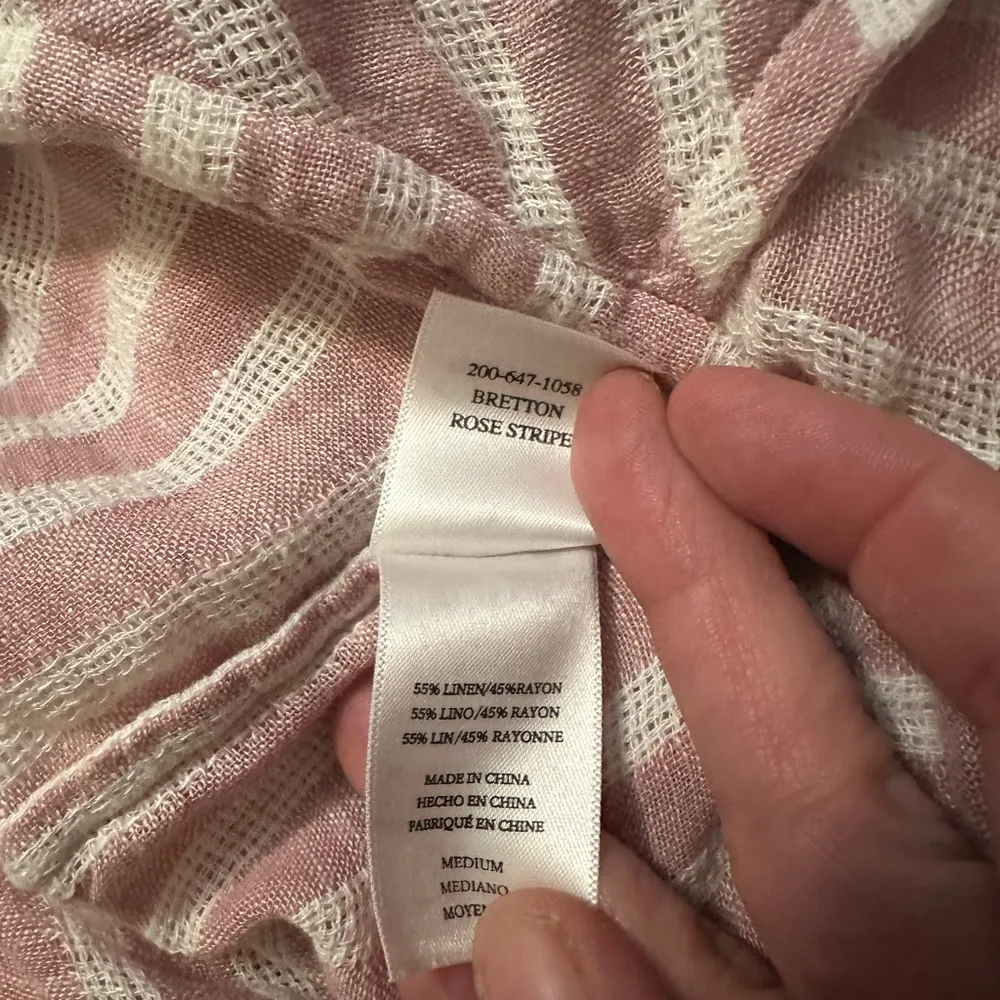 200-647-1058
BRETTON
ROSE STRIPE
55% LINEN/45%RAYON
55% LINO/45% RAYON
55% LIN/45% RAYONNE
MADE IN CHINA
HECHO EN CHINA
FABRIQUÉ EN CHINE
MEDIUM
MEDIANO